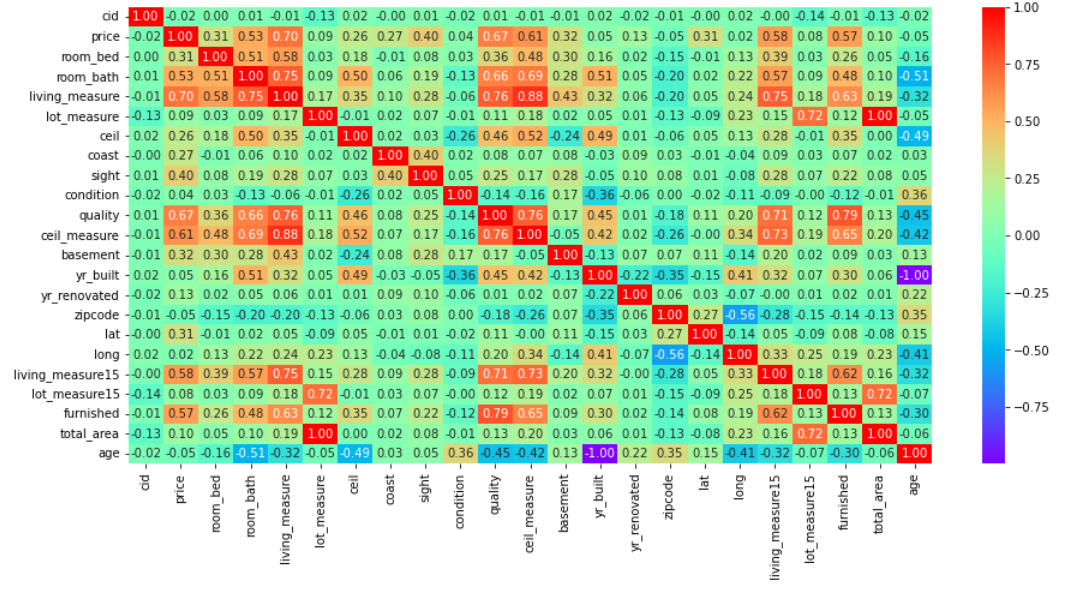 cid 1.00 -0.02 0.00 0.01 -0.01 -0.13 0.02 -0.00 0.01 -0.02 0.01 -0.01 -0.01 0.02 -0.02 -0.01 -0.00 0.02 -0.00 -0.14 -0.01 -0.13 -0.02
price -0.02 1.00 0.31 0.53 0.70 0.09 0.26 0.27 0.40 0.04 0.67 0.61 0.32 0.05 0.13 -0.05 0.31 0.02 0.58 0.08 0.57 0.10 -0.05
room_bed 0.00 0.31 1.00 0.51 0.58 0.03 0.18 -0.01 0.08 0.03 0.36 0.48 0.30 0.16 0.02 -0.15 -0.01 0.13 0.39 0.03 0.26 0.05 -0.16
room_bath 0.01 0.53 0.51 1.00 0.75 0.09 0.50 0.06 0.19 -0.13 0.66 0.69 0.28 0.51 0.05 -0.20 0.02 0.22 0.57 0.09 0.48 0.10 -0.51
living_measure -0.01 0.70 0.58 0.75 1.00 0.17 0.35 0.10 0.28 -0.06 0.76 0.88 0.43 0.32 0.06 -0.20 0.05 0.24 0.75 0.18 0.63 0.19 -0.32
lot_measure -0.13 0.09 0.03 0.09 0.17 1.00 -0.01 0.02 0.07 -0.01 0.11 0.18 0.02 0.05 0.01 -0.13 -0.09 0.23 0.15 0.72 0.12 1.00 -0.05
ceil 0.02 0.26 0.18 0.50 0.35 -0.01 1.00 0.02 0.03 -0.26 0.46 0.52 -0.24 0.49 0.01 -0.06 0.05 0.13 0.28 -0.01 0.35 0.00 -0.49
coast -0.00 0.27 -0.01 0.06 0.10 0.02 0.02 1.00 0.40 0.02 0.08 0.07 0.08 -0.03 0.09 0.03 -0.01 -0.04 0.09 0.03 0.07 0.02 0.03
sight 0.01 0.40 0.08 0.19 0.28 0.07 0.03 0.40 1.00 0.05 0.25 0.17 0.28 -0.05 0.10 0.08 0.01 -0.08 0.28 0.07 0.22 0.08 0.05
condition -0.02 0.04 0.03 -0.13 -0.06 -0.01 -0.26 0.02 0.05 1.00 -0.14 -0.16 0.17 -0.36 -0.06 0.00 -0.02 -0.11 -0.09 -0.00 -0.12 -0.01 0.36
quality 0.01 0.67 0.36 0.66 0.76 0.11 0.46 0.08 0.25 -0.14 1.00 0.76 0.17 0.45 0.01 -0.18 0.11 0.20 0.71 0.12 0.79 0.13 -0.45
ceil_measure -0.01 0.61 0.48 0.69 0.88 0.18 0.52 0.07 0.17 -0.16 0.76 1.00 -0.05 0.42 0.02 -0.26 -0.00 0.34 0.73 0.19 0.65 0.20 -0.42
basement -0.01 0.32 0.30 0.28 0.43 0.02 -0.24 0.08 0.28 0.17 0.17 -0.05 1.00 -0.13 0.07 0.07 0.11 -0.14 0.20 0.02 0.09 0.03 0.13
yr_built 0.02 0.05 0.16 0.51 0.32 0.05 0.49 -0.03 -0.05 -0.36 0.45 0.42 -0.13 1.00 -0.22 -0.35 -0.15 0.41 0.32 0.07 0.30 0.06 -1.00
yr_renovated -0.02 0.13 0.02 0.05 0.06 0.01 0.01 0.09 0.10 -0.06 0.01 0.02 0.07 -0.22 1.00 0.06 0.03 -0.07 -0.00 0.01 0.02 0.01 0.22
zipcode -0.01 -0.05 -0.15 -0.20 -0.20 -0.13 -0.06 0.03 0.08 0.00 -0.18 -0.26 0.07 -0.35 0.06 1.00 0.27 -0.56 -0.28 -0.15 -0.14 -0.13 0.35
lat -0.00 0.31 -0.01 0.02 0.05 -0.09 0.05 -0.01 0.01 -0.02 0.11 -0.00 0.11 -0.15 0.03 0.27 1.00 -0.14 0.05 -0.09 0.08 -0.08 0.15
long 0.02 0.02 0.13 0.22 0.24 0.23 0.13 -0.04 -0.08 -0.11 0.20 0.34 -0.14 0.41 -0.07 -0.56 -0.14 1.00 0.33 0.25 0.19 0.23 -0.41
living_measure15 -0.00 0.58 0.39 0.57 0.75 0.15 0.28 0.09 0.28 -0.09 0.71 0.73 0.20 0.32 -0.00 -0.28 0.05 0.33 1.00 0.18 0.62 0.16 -0.32
lot_measure15 -0.14 0.08 0.03 0.09 0.18 0.72 -0.01 0.03 0.07 -0.00 0.12 0.19 0.02 0.07 0.01 -0.15 -0.09 0.25 0.18 1.00 0.13 0.72 -0.07
furnished -0.01 0.57 0.26 0.48 0.63 0.12 0.35 0.07 0.22 -0.12 0.79 0.65 0.09 0.30 0.02 -0.14 0.08 0.19 0.62 0.13 1.00 0.13 -0.30
total_area -0.13 0.10 0.05 0.10 0.19 1.00 0.00 0.02 0.08 -0.01 0.13 0.20 0.03 0.06 0.01 -0.13 -0.08 0.23 0.16 0.72 0.13 1.00 -0.06
age -0.02 -0.05 -0.16 -0.51 -0.32 -0.05 -0.49 0.03 0.05 0.36 -0.45 -0.42 0.13 -1.00 0.22 0.35 0.15 -0.41 -0.32 -0.07 -0.30 -0.06 1.00
cid price room_bed room_bath living_measure lot_measure ceil coast sight condition quality ceil_measure basement yr_built yr_renovated zipcode lat long living_measure15 lot_measure15 furnished total_area age
1.00
0.75
0.50
0.25
0.00
−0.25
−0.50
−0.75